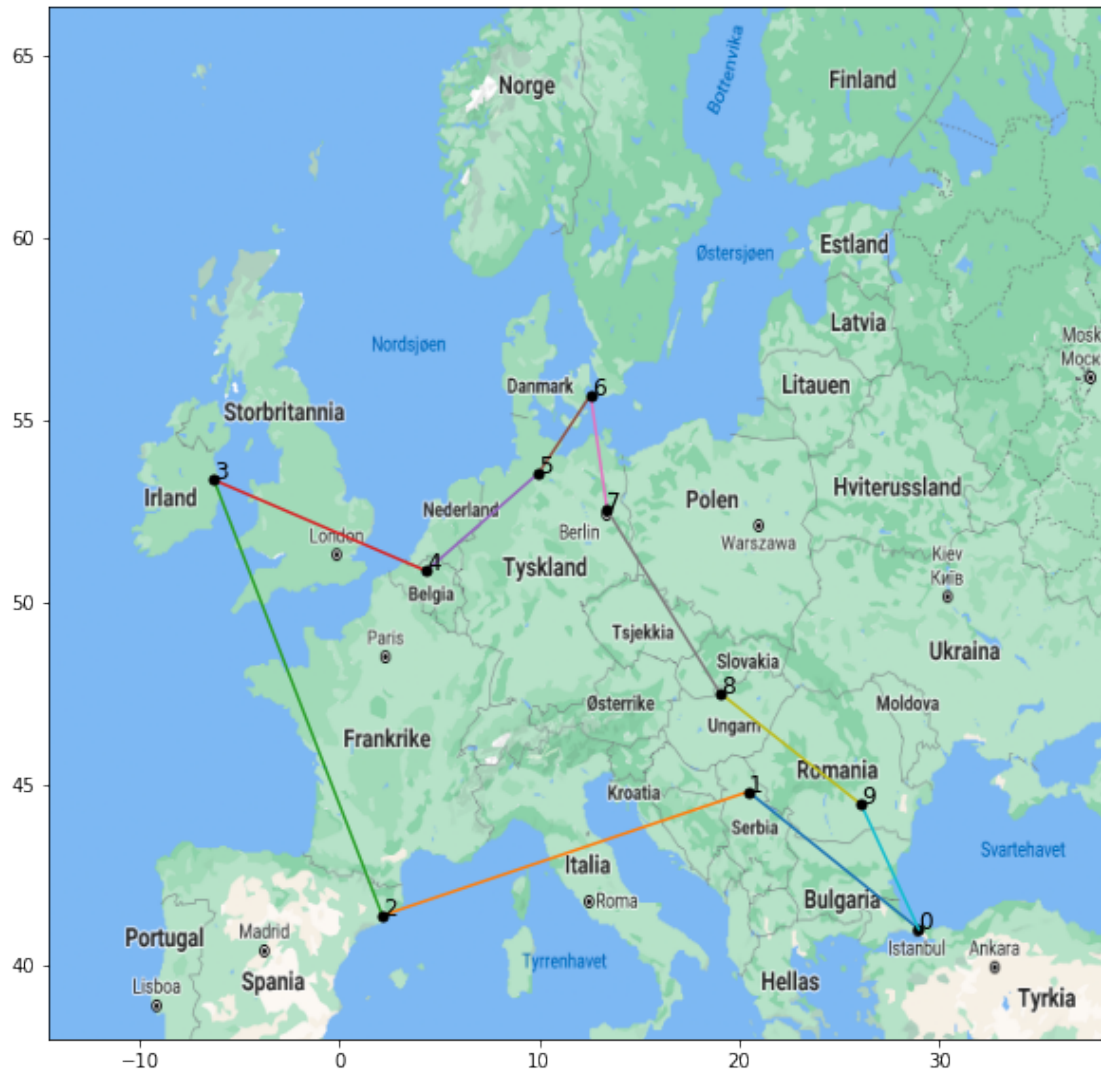 65
Norge
Bottenvika
Finland
60
Østersjøen
Estland
Nordsjøen
Latvia
Mosk
Моск
Danmark
6
Litauen
Storbritannia
55
3
5
Irland
Nederland
7
Polen
Hviterussland
London
Berlin
Warszawa
4
Tyskland
Kiev
Київ
Belgia
50
Paris
Tsjekkia
Slovakia
Ukraina
8
Østerrike
Moldova
Ungarn
Frankrike
1
Romania
45
Kroatia
9
Serbia
Svartehavet
Italia
2
Roma
Bulgaria
0
Portugal
Madrid
Istanbul
Ankara
40
Tyrrenhavet
Lisboa
Spania
Hellas
Tyrkia
−10
0
10
20
30